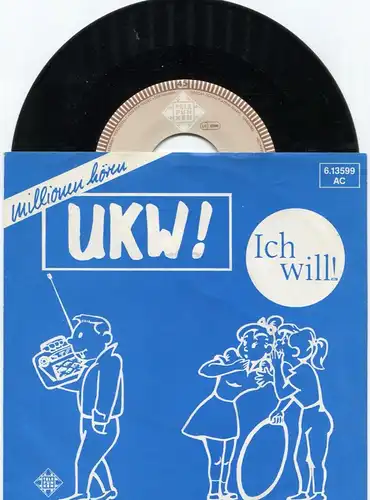 millionen hören
UKW!
6.13599
AC
Ich
will!